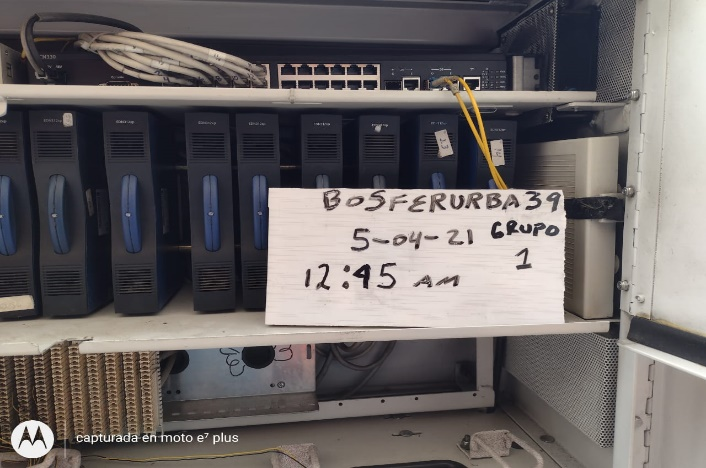 BOSFERURBA39
5-04-21 GRUPO
1
12:45 AM
capturada en moto e⁷ plus